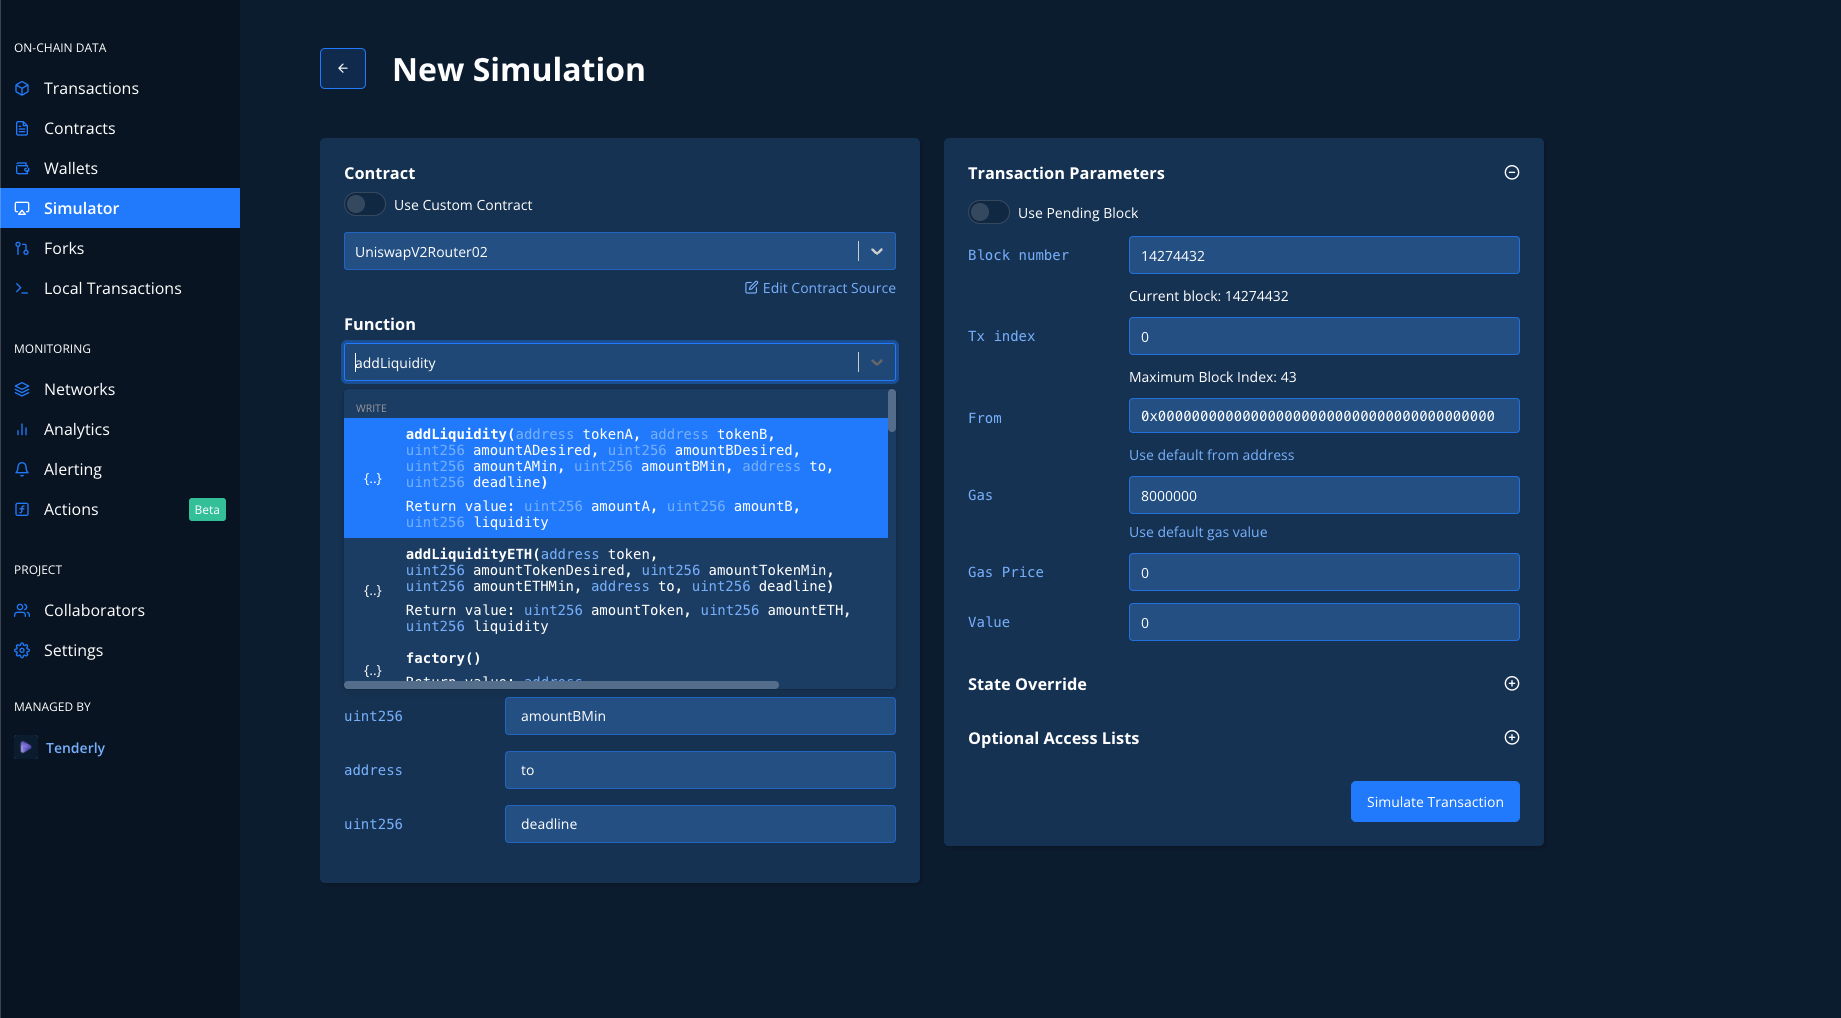 ON-CHAIN DATA
Transactions
Contracts
Wallets
Simulator
Forks
Local Transactions
MONITORING
Networks
Analytics
Alerting
Actions
Beta
PROJECT
Collaborators
Settings
MANAGED BY
Tenderly
New Simulation
Contract
Use Custom Contract
UniswapV2Router02
Edit Contract Source
Function
addLiquidity
WRITE
{..}
addLiquidity(address tokenA, address tokenB,
uint256 amountADesired, uint256 amountBDesired,
uint256 amountAMin, uint256 amountBMin, address to,
uint256 deadline)
Return value: uint256 amountA, uint256 amountB,
uint256 liquidity
{..}
addLiquidityETH(address token,
uint256 amountTokenDesired, uint256 amountTokenMin,
uint256 amountETHMin, address to, uint256 deadline)
Return value: uint256 amountToken, uint256 amountETH,
uint256 liquidity
{..}
factory()
Return value: address
uint256 amountBMin
address to
uint256 deadline
Transaction Parameters
Use Pending Block
Block number 14274432
Current block: 14274432
Tx index 0
Maximum Block Index: 43
From 0x0000000000000000000000000000000000000000
Use default from address
Gas 8000000
Use default gas value
Gas Price 0
Value 0
State Override
Optional Access Lists
Simulate Transaction